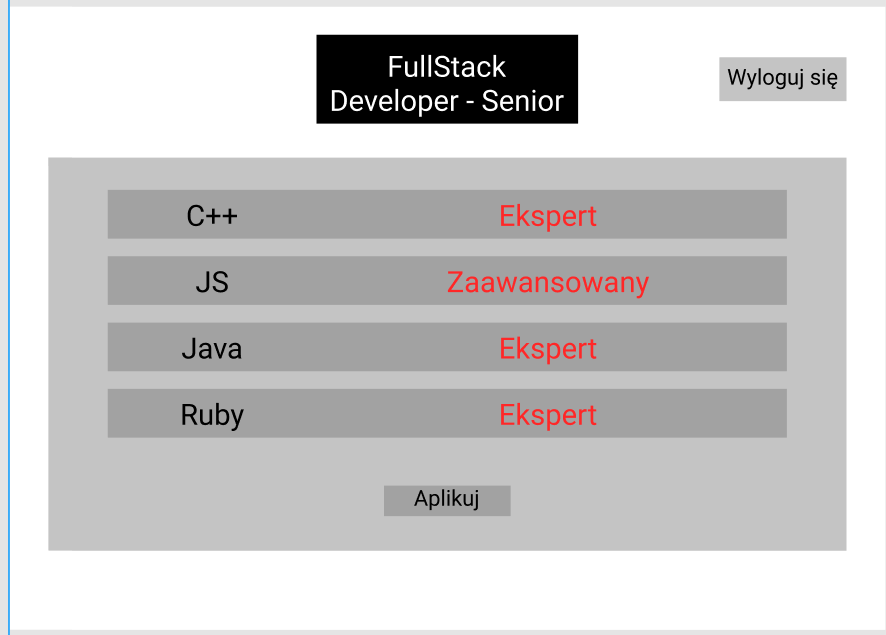 FullStack
Developer - Senior
Wyloguj się
C++ Ekspert
JS Zaawansowany
Java Ekspert
Ruby Ekspert
Aplikuj